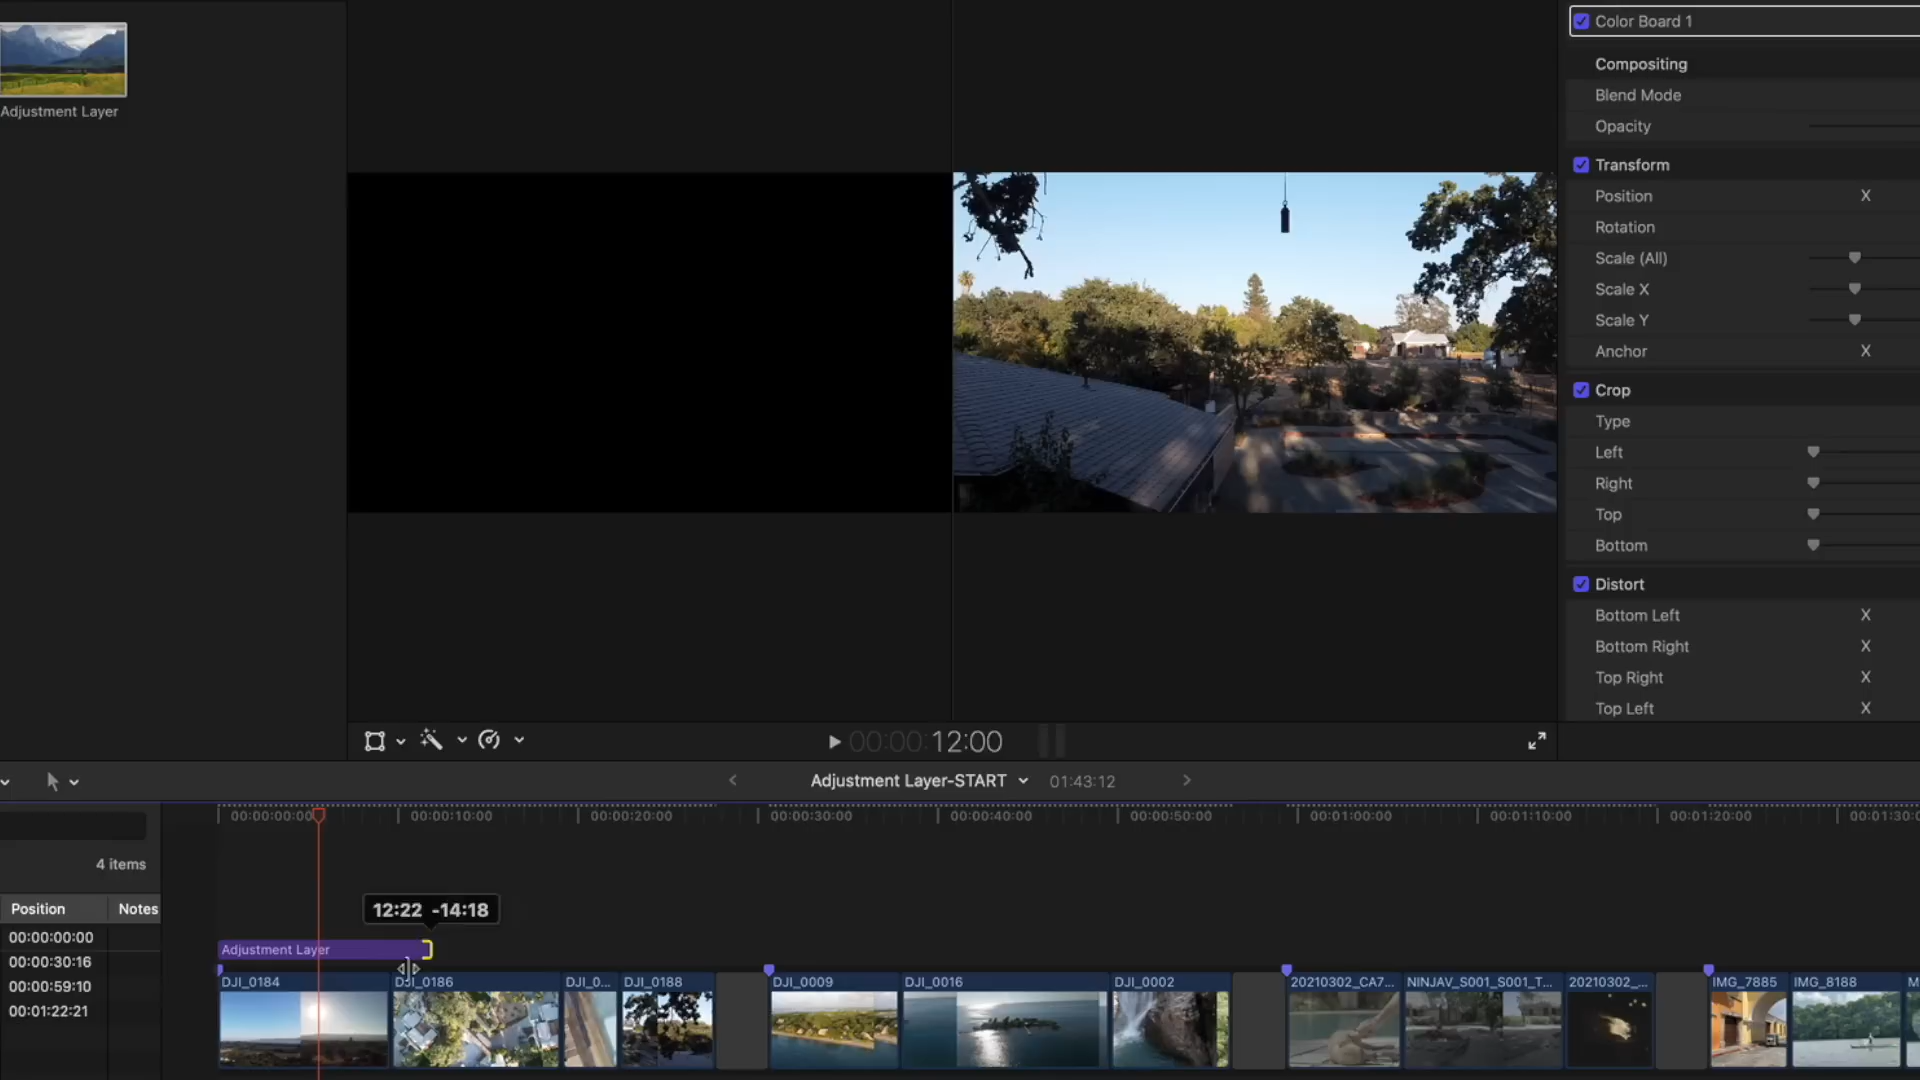 Adjustment Layer
Color Board 1
Compositing
Blend Mode
Opacity
Transform
Position X
Rotation
Scale (All)
Scale X
Scale Y
Anchor X
Crop
Type
Left
Right
Top
Bottom
Distort
Bottom Left X
Bottom Right X
Top Right X
Top Left X
00:00:00:12:00
Adjustment Layer-START 01:43:12
00:00:00:00 00:00:10:00 00:00:20:00 00:00:30:00 00:00:40:00 00:00:50:00 00:01:00:00 00:01:10:00 00:01:20:00 00:01:30:0
4 items
Position Notes
00:00:00:00
00:00:30:16
00:00:59:10
00:01:22:21
12:22 -14:18
Adjustment Layer
DJI_0184 DJI_0186 DJI_0... DJI_0188 DJI_0009 DJI_0016 DJI_0002 20210302_CA7... NINJAV_S001_S001_T... 20210302_... IMG_7885 IMG_8188